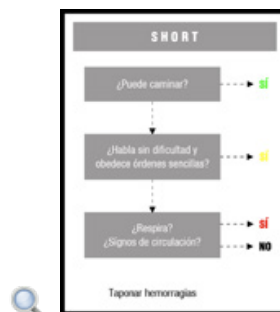 SHORT
¿Puede caminar?
SÍ
¿Habla sin dificultad y
obedece órdenes sencillas?
SÍ
¿Respira?
¿Signos de circulación?
SÍ
NO
Taponar hemorragias